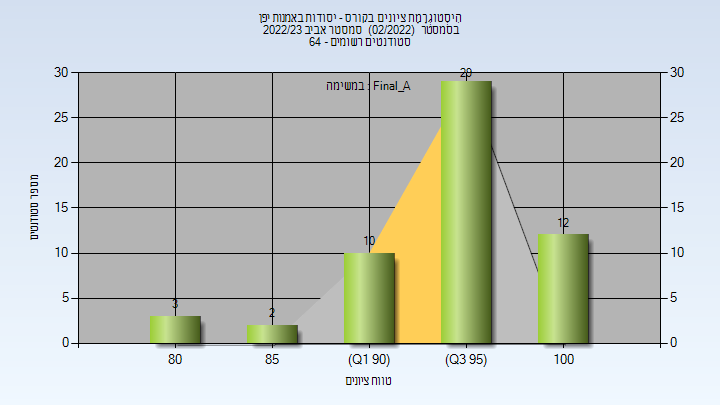 היסטוגרמת ציונים בקורס - יסודות באמנות יפן
בסמסטר (02/2022) סמסטר אביב 2022/23
סטודנטים רשומים - 64
במשימה : Final_A
מספר סטודנטים
30 30
25 25
20 20
15 15
10 10
5 5
0 0
3 2 10 29 12
80 85 (Q1 90) (Q3 95) 100
טווח ציונים